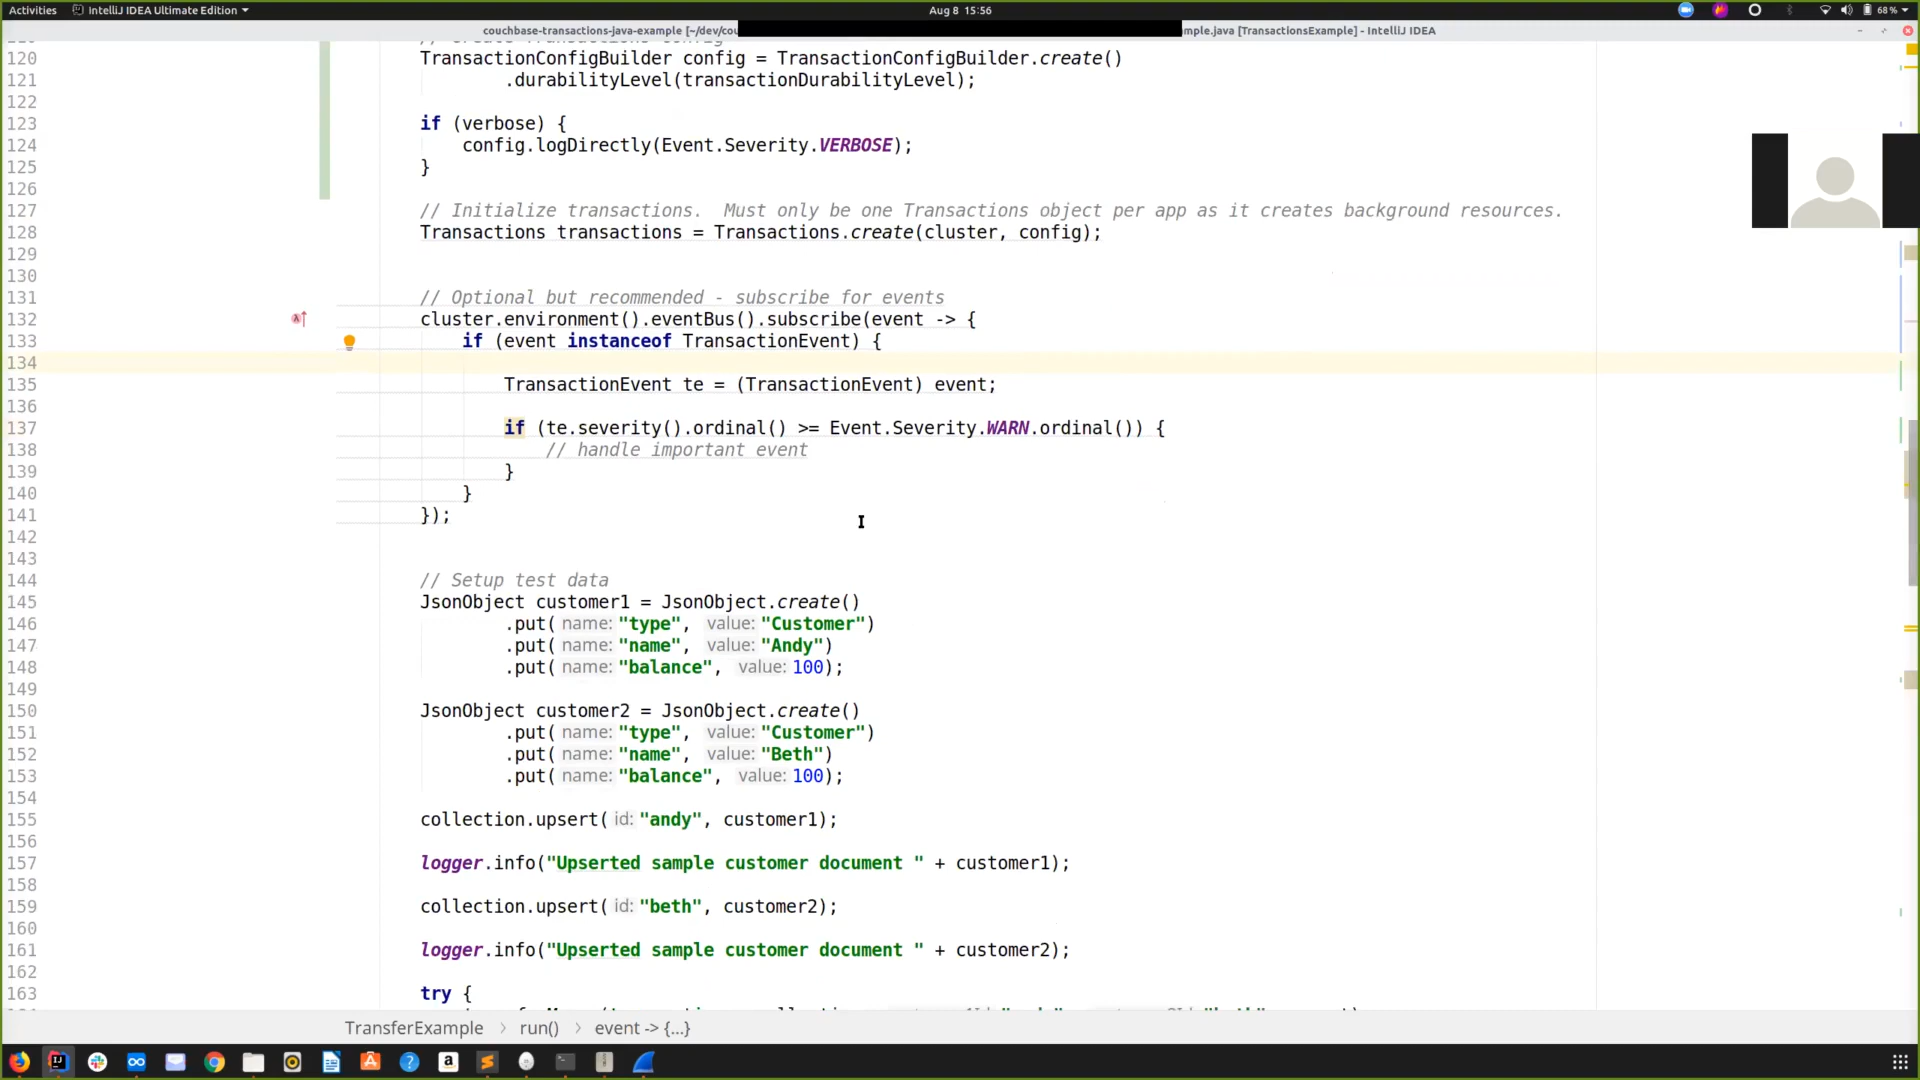 Activities IntelliJ IDEA Ultimate Edition Aug 8 15:56 68 %
couchbase-transactions-java-example [~/dev/cou mple.java [TransactionsExample] - IntelliJ IDEA
120 TransactionConfigBuilder config = TransactionConfigBuilder.create()
121 .durabilityLevel(transactionDurabilityLevel);
122
123 if (verbose) {
124 config.logDirectly(Event.Severity.VERBOSE);
125 }
126
127 // Initialize transactions.  Must only be one Transactions object per app as it creates background resources.
128 Transactions transactions = Transactions.create(cluster, config);
129
130
131 // Optional but recommended - subscribe for events
132 cluster.environment().eventBus().subscribe(event -> {
133 if (event instanceof TransactionEvent) {
134
135 TransactionEvent te = (TransactionEvent) event;
136
137 if (te.severity().ordinal() >= Event.Severity.WARN.ordinal()) {
138 // handle important event
139 }
140 }
141 });
142
143
144 // Setup test data
145 JsonObject customer1 = JsonObject.create()
146 .put( name: "type", value: "Customer")
147 .put( name: "name", value: "Andy")
148 .put( name: "balance", value: 100);
149
150 JsonObject customer2 = JsonObject.create()
151 .put( name: "type", value: "Customer")
152 .put( name: "name", value: "Beth")
153 .put( name: "balance", value: 100);
154
155 collection.upsert( id: "andy", customer1);
156
157 logger.info("Upserted sample customer document " + customer1);
158
159 collection.upsert( id: "beth", customer2);
160
161 logger.info("Upserted sample customer document " + customer2);
162
163 try {
TransferExample › run() › event -> {...}